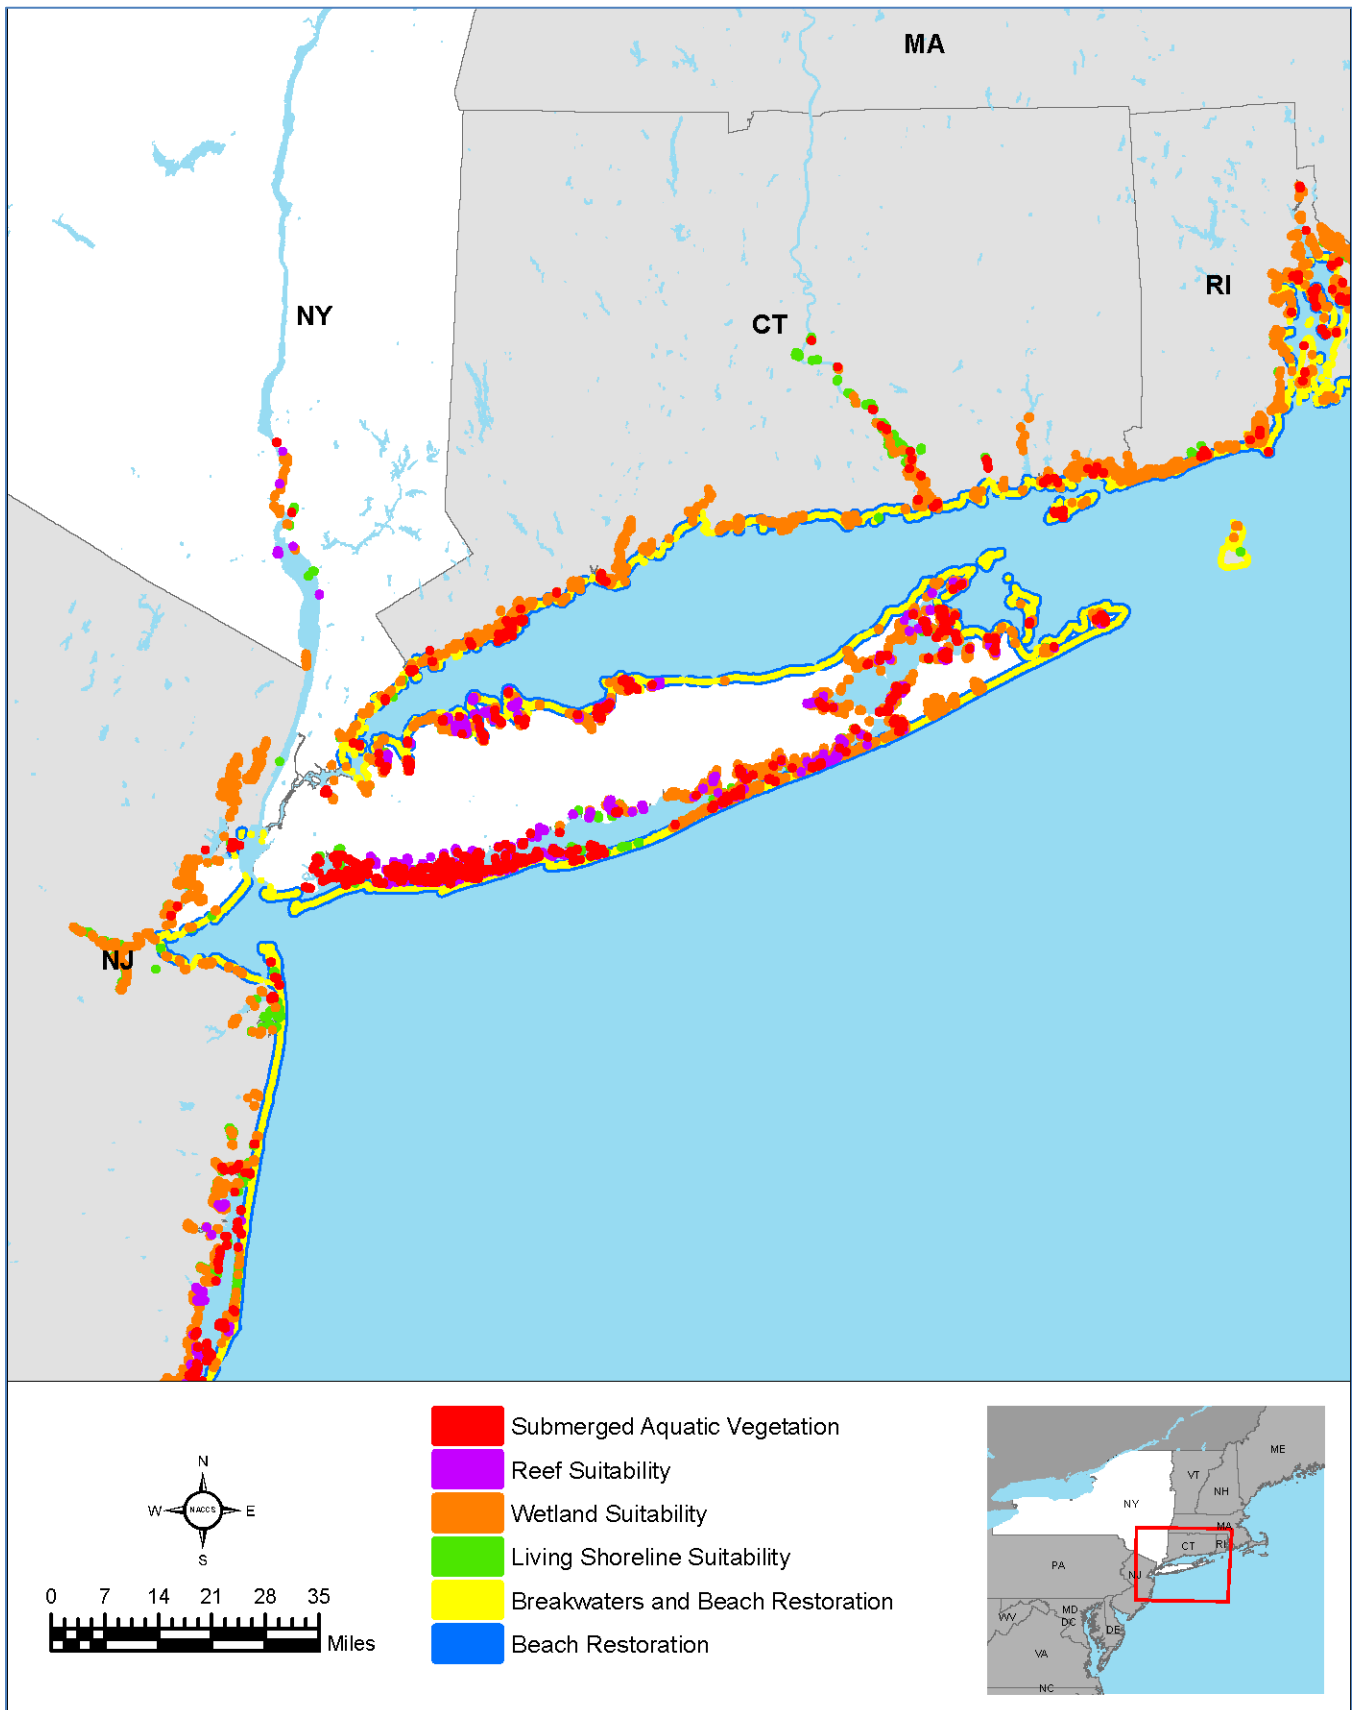 MA
NY
RI
CT
NJ
N
W NACCS E
S
0 7 14 21 28 35
Miles
Submerged Aquatic Vegetation
Reef Suitability
Wetland Suitability
Living Shoreline Suitability
Breakwaters and Beach Restoration
Beach Restoration
ME
VT
NH
NY
MA
CT RI
PA
NJ
MD
WV DC
DE
VA
NC